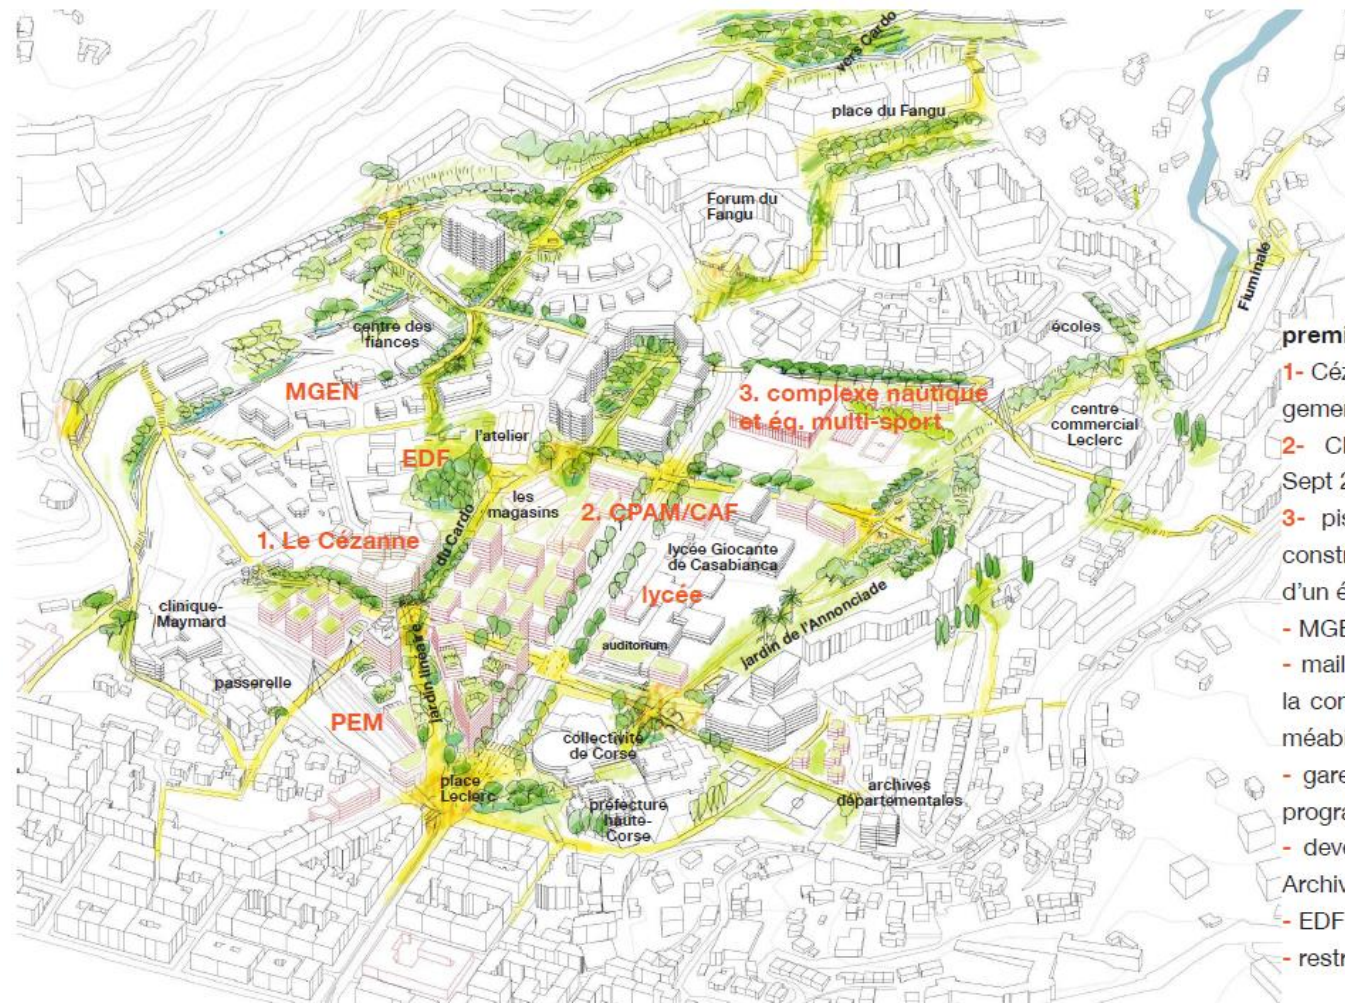 vers Cardo
place du Fangu
Forum du
Fangu
Fiuminale
centre des
fiances
écoles
MGEN
3. complexe nautique
et éq. multi-sport.
centre
commercial
Leclerc
l'atelier
EDF
les
magasins
2. CPAM/CAF
1. Le Cézanne
du Cardo
lycée Giocante
de Casabianca
lycée
clinique-
Maymard
jardin linéaire
auditorium
jardin de l'Annonciade
passerelle
PEM
collectivité
de Corse
place
Leclerc
préfecture
haute-
Corse
archives
départementales
premi
1- Céz
gemer
2- Cl
Sept 2
3- pis
constr
d'un é
- MGE
- mail
la cor
méabi
- gare
progra
- deve
Archiv
- EDF
- restr